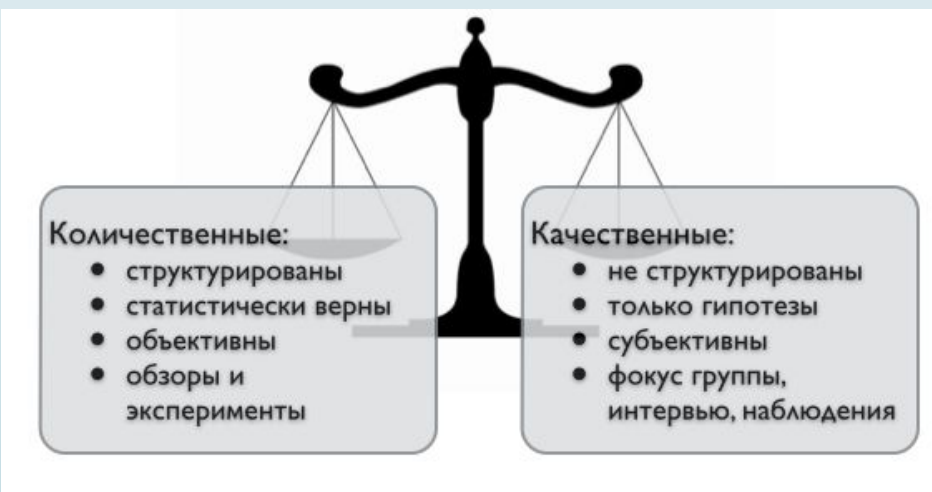 Количественные:
• структурированы
• статистически верны
• объективны
• обзоры и
эксперименты
Качественные:
• не структурированы
• только гипотезы
• субъективны
• фокус группы,
интервью, наблюдения